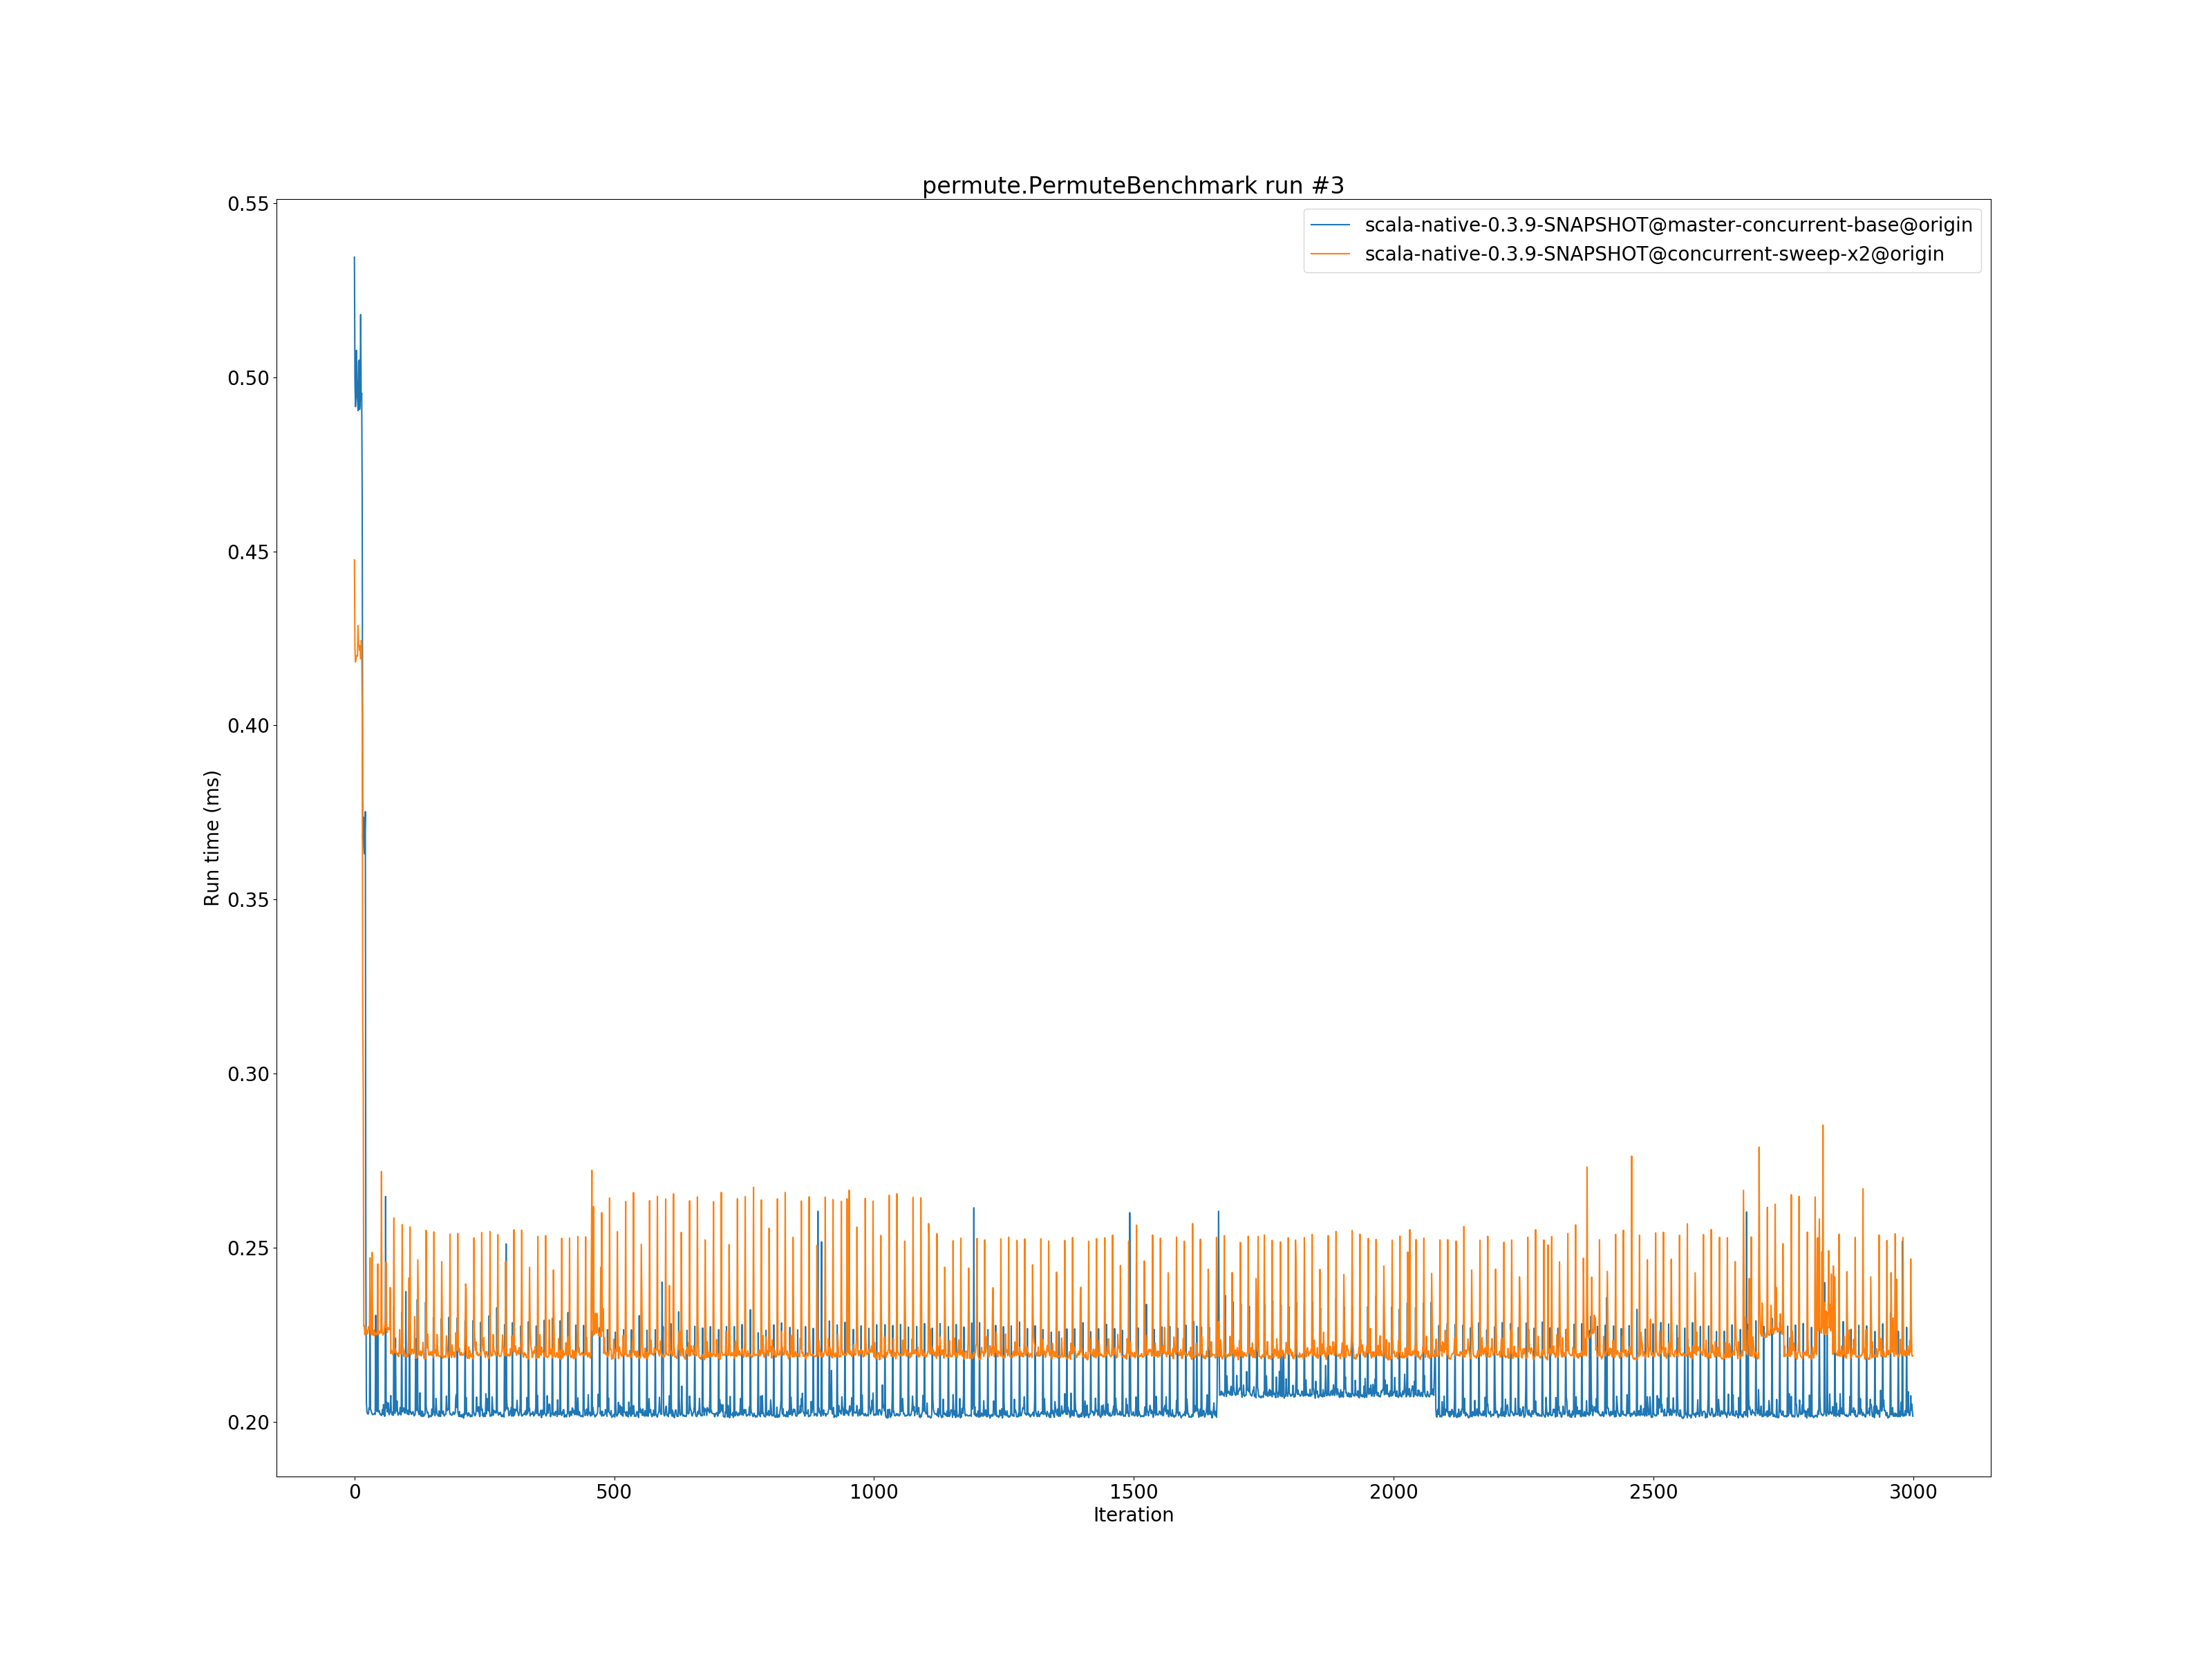 permute.PermuteBenchmark run #3
scala-native-0.3.9-SNAPSHOT@master-concurrent-base@origin
scala-native-0.3.9-SNAPSHOT@concurrent-sweep-x2@origin
Run time (ms)
0.55
0.50
0.45
0.40
0.35
0.30
0.25
0.20
0 500 1000 1500 2000 2500 3000
Iteration